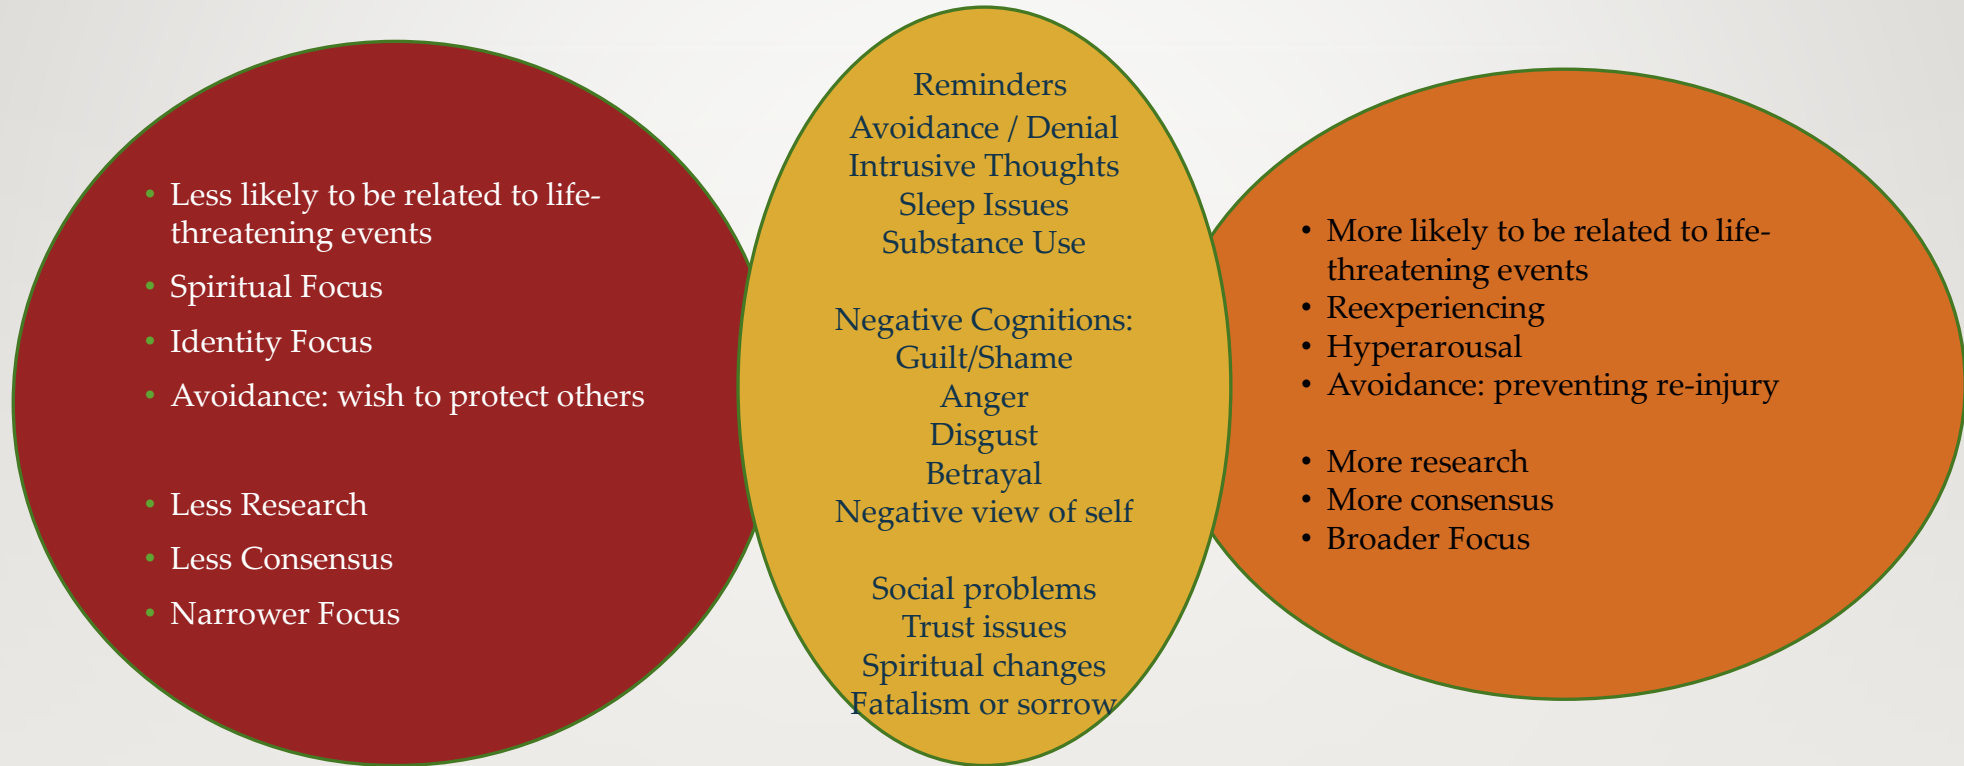 • Less likely to be related to life-
threatening events
• Spiritual Focus
• Identity Focus
• Avoidance: wish to protect others
• Less Research
• Less Consensus
• Narrower Focus
Reminders
Avoidance / Denial
Intrusive Thoughts
Sleep Issues
Substance Use
Negative Cognitions:
Guilt/Shame
Anger
Disgust
Betrayal
Negative view of self
Social problems
Trust issues
Spiritual changes
Fatalism or sorrow
• More likely to be related to life-
threatening events
• Reexperiencing
• Hyperarousal
• Avoidance: preventing re-injury
• More research
• More consensus
• Broader Focus